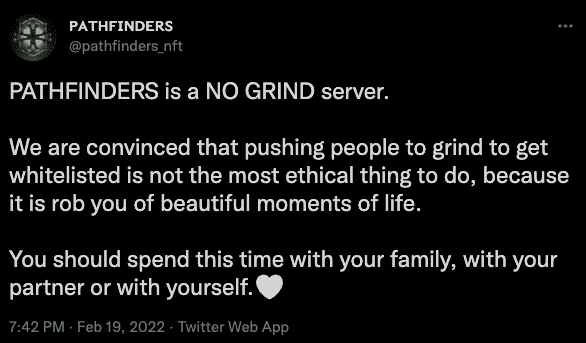 PATHFINDERS
@pathfinders_nft
PATHFINDERS is a NO GRIND server.
We are convinced that pushing people to grind to get
whitelisted is not the most ethical thing to do, because
it is rob you of beautiful moments of life.
You should spend this time with your family, with your
partner or with yourself.🤍
7:42 PM · Feb 19, 2022 · Twitter Web App